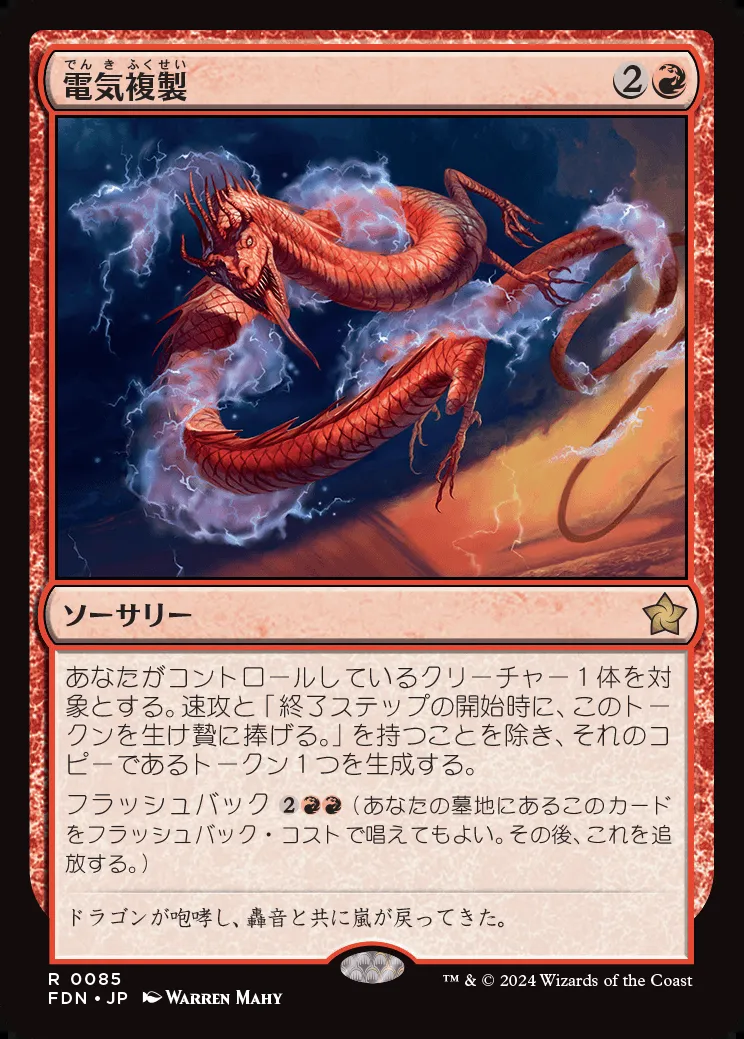 でんきふくせい
電気複製 2
ソーサリー
あなたがコントロールしているクリーチャー1体を対
象とする。速攻と「終了ステップの開始時に、このトー
クンを生け贄に捧げる。」を持つことを除き、それのコ
ピーであるトークン1つを生成する。
フラッシュバック 2（あなたの墓地にあるこのカード
をフラッシュバック・コストで唱えてもよい。その後、これを追
放する。）
ドラゴンが咆哮し、轟音と共に嵐が戻ってきた。
R 0085
FDN • JP Warren Mahy
™ & © 2024 Wizards of the Coast